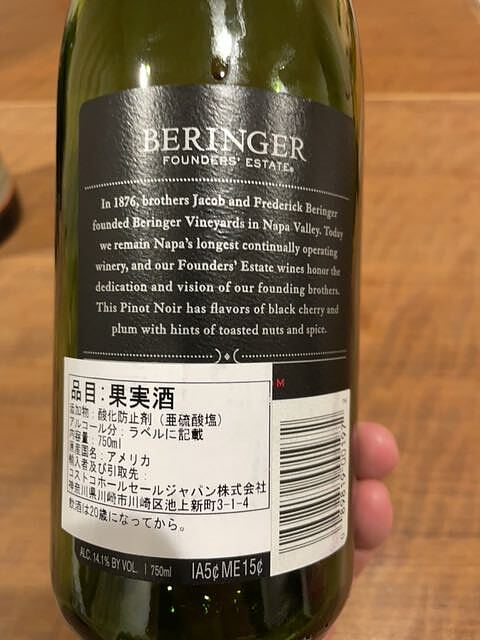 BERINGER
FOUNDERS' ESTATE®
In 1876, brothers Jacob and Frederick Beringer
founded Beringer Vineyards in Napa Valley. Today
we remain Napa's longest continually operating
winery, and our Founders' Estate wines honor the
dedication and vision of our founding brothers.
This Pinot Noir has flavors of black cherry and
plum with hints of toasted nuts and spice.
品目:果実酒
添加物:酸化防止剤(亜硫酸塩)
アルコール分:ラベルに記載
内容量:750ml
原産国名:アメリカ
輸入者及び引取先:
コストコホールセールジャパン株式会社
神奈川県川崎市川崎区池上新町3-1-4
飲酒は20歳になってから。
M
ALC. 14.1% BY VOL. | 750ml IA5¢ME15¢